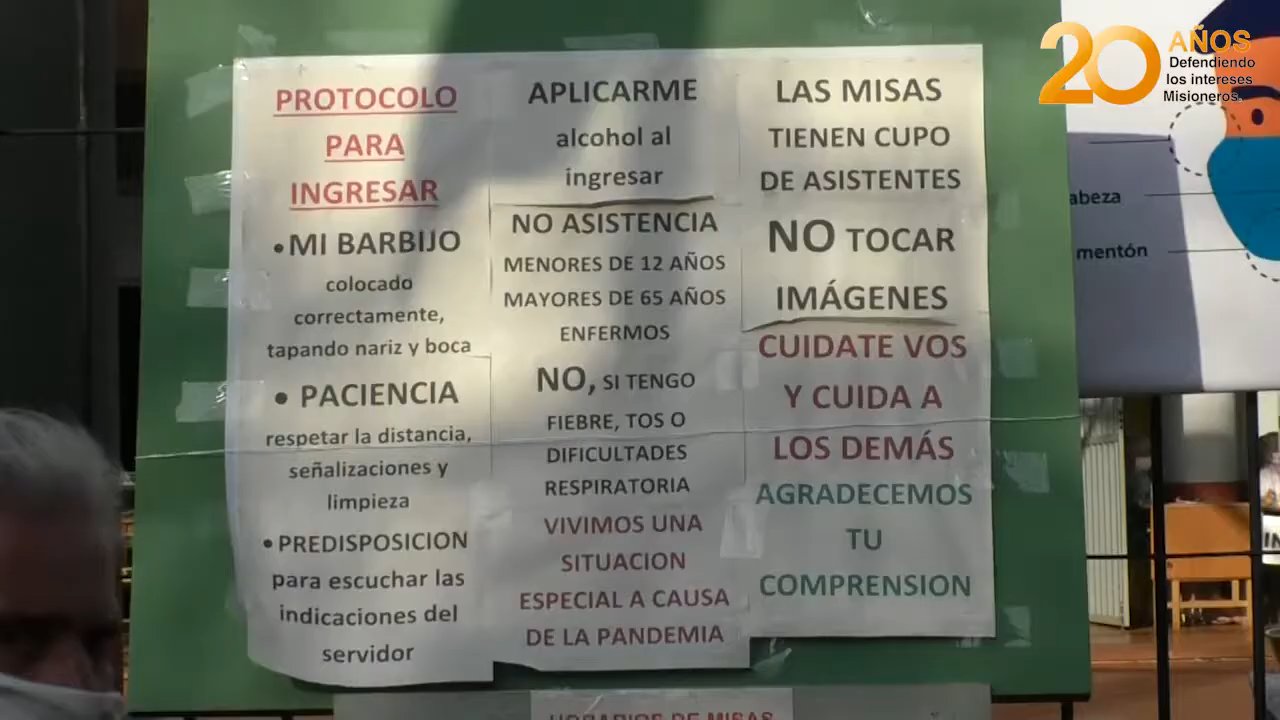 PROTOCOLO
PARA
INGRESAR
•MI BARBIJO
colocado
correctamente,
tapando nariz y boca
• PACIENCIA
respetar la distancia,
señalizaciones y
limpieza
•PREDISPOSICION
para escuchar las
indicaciones del
servidor
APLICARME
alcohol al
ingresar
NO ASISTENCIA
MENORES DE 12 AÑOS
MAYORES DE 65 AÑOS
ENFERMOS
NO, SI TENGO
FIEBRE, TOS O
DIFICULTADES
RESPIRATORIA
VIVIMOS UNA
SITUACION
ESPECIAL A CAUSA
DE LA PANDEMIA
LAS MISAS
TIENEN CUPO
DE ASISTENTES
NO TOCAR
IMÁGENES
CUIDATE VOS
Y CUIDA A
LOS DEMÁS
AGRADECEMOS
TU
COMPRENSION
HORARIOS DE MISAS
20 AÑOS
Defendiendo
los intereses
Misioneros.
abeza
mentón